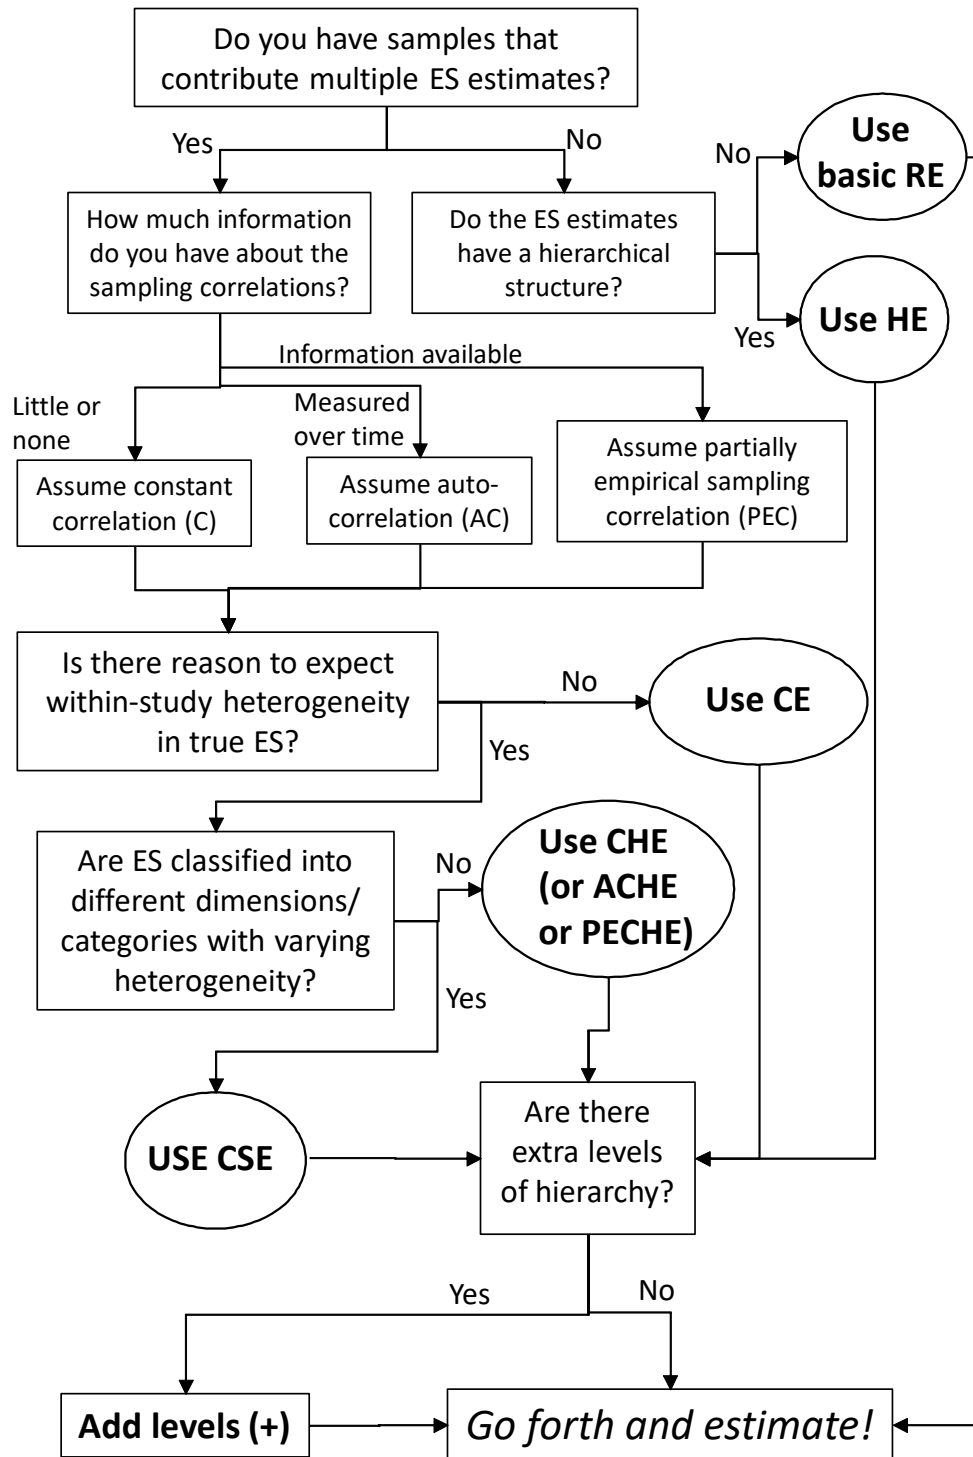 Do you have samples that
contribute multiple ES estimates?
Yes
No
No
Use
basic RE
How much information
do you have about the
sampling correlations?
Do the ES estimates
have a hierarchical
structure?
Yes
Use HE
Information available
Little or
none
Measured
over time
Assume constant
correlation (C)
Assume auto-
correlation (AC)
Assume partially
empirical sampling
correlation (PEC)
Is there reason to expect
within-study heterogeneity
in true ES?
No
Use CE
Yes
Are ES classified into
different dimensions/
categories with varying
heterogeneity?
No
Use CHE
(or ACHE
or PECHE)
Yes
USE CSE
Are there
extra levels
of hierarchy?
Yes
No
Add levels (+)
Go forth and estimate!